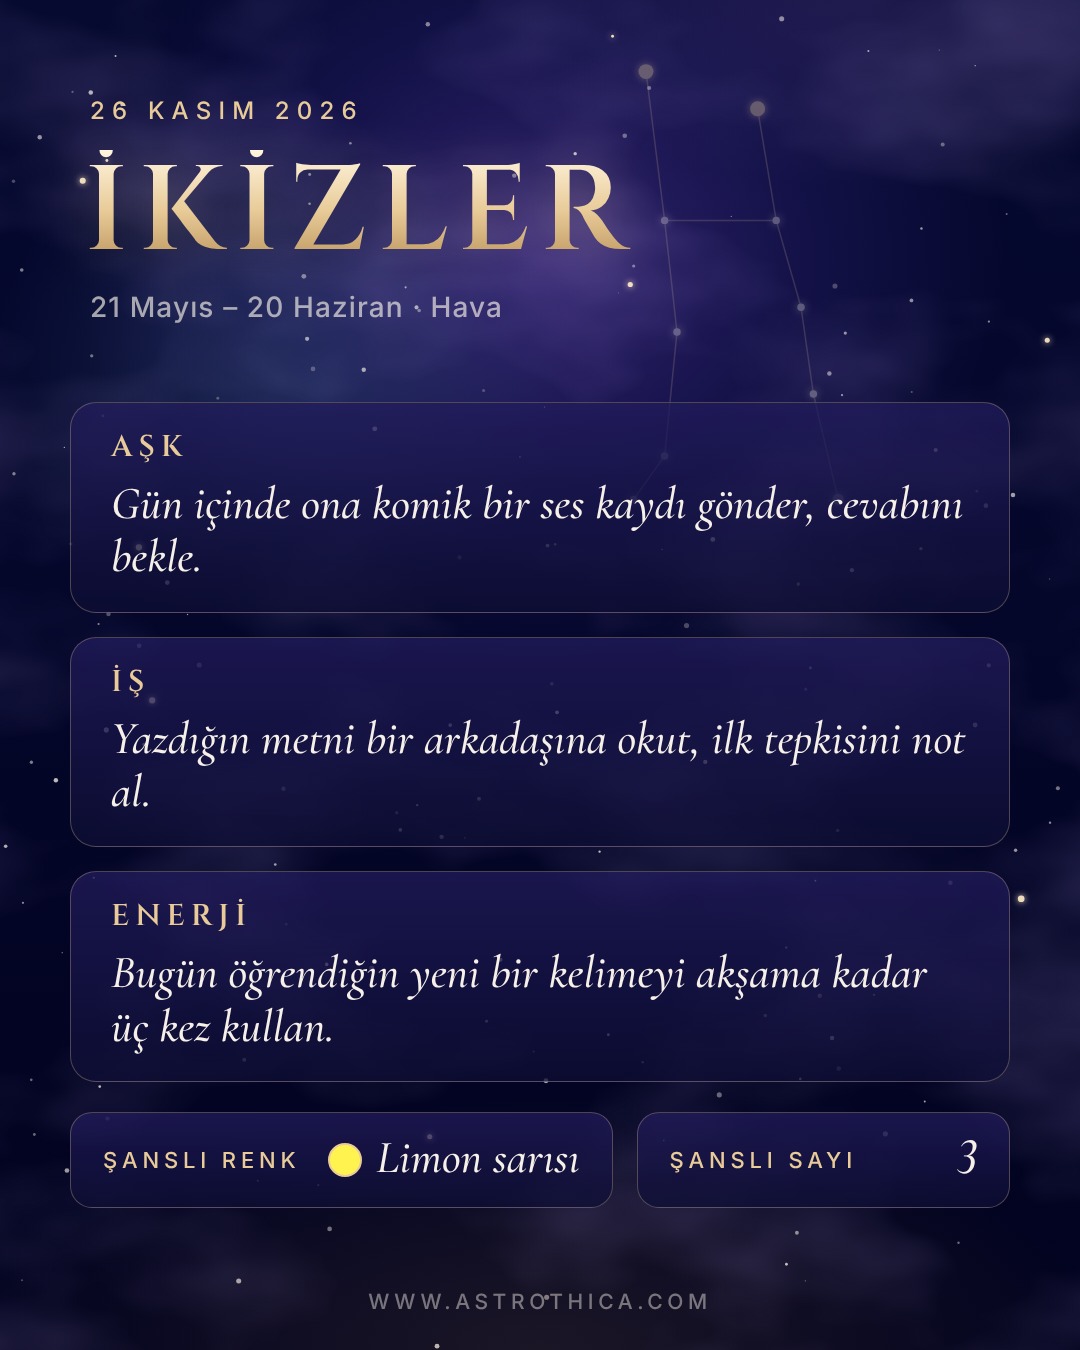 26 KASIM 2026
İKİZLER
21 Mayıs – 20 Haziran · Hava
AŞK
Gün içinde ona komik bir ses kaydı gönder, cevabını
bekle.
İŞ
Yazdığın metni bir arkadaşına okut, ilk tepkisini not
al.
ENERJİ
Bugün öğrendiğin yeni bir kelimeyi akşama kadar
üç kez kullan.
ŞANSLI RENK Limon sarısı
ŞANSLI SAYI 3
WWW.ASTROTHICA.COM